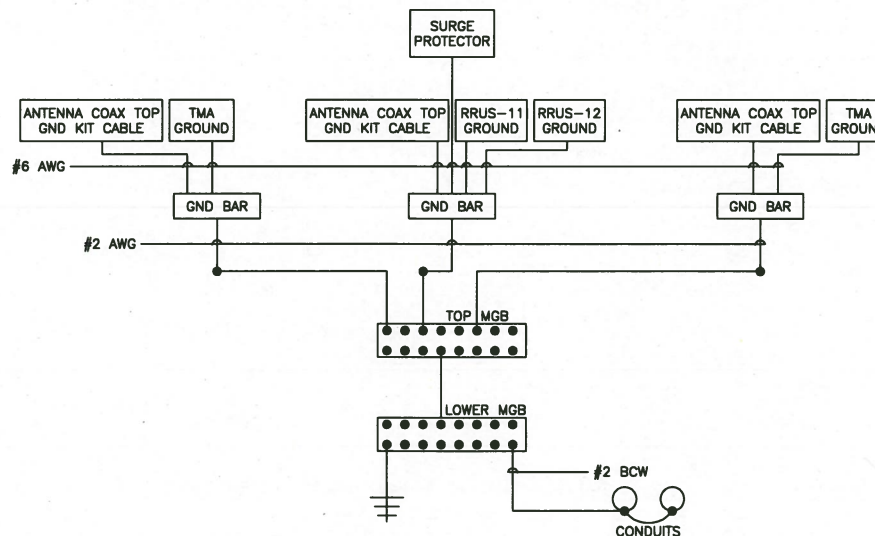 SURGE
PROTECTOR
ANTENNA COAX TOP
GND KIT CABLE
TMA
GROUND
ANTENNA COAX TOP
GND KIT CABLE
RRUS-11
GROUND
RRUS-12
GROUND
ANTENNA COAX TOP
GND KIT CABLE
TMA
GROUN
#6 AWG
GND BAR
GND BAR
GND BAR
#2 AWG
TOP MGB
LOWER MGB
#2 BCW
CONDUITS